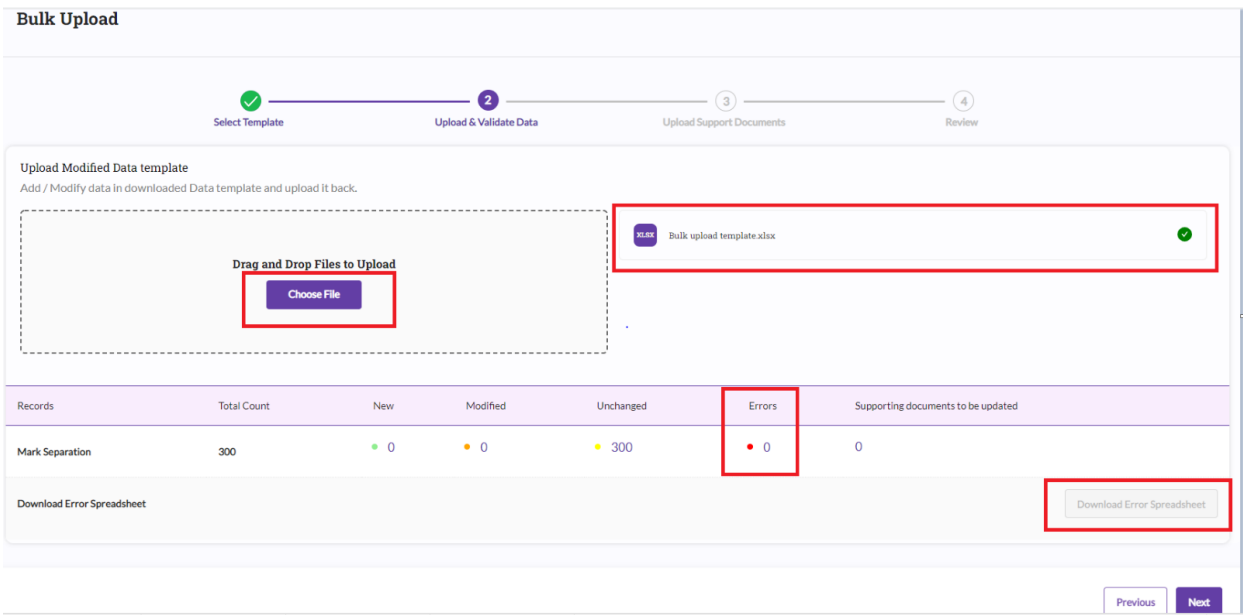 Bulk Upload
2 3 4
Select Template Upload & Validate Data Upload Support Documents Review
Upload Modified Data template
Add / Modify data in downloaded Data template and upload it back.
XLSX Bulk upload template.xlsx
Drag and Drop Files to Upload
Choose File
Records Total Count New Modified Unchanged Errors Supporting documents to be updated
Mark Separation 300 0 0 300 0 0
Download Error Spreadsheet Download Error Spreadsheet
Previous Next